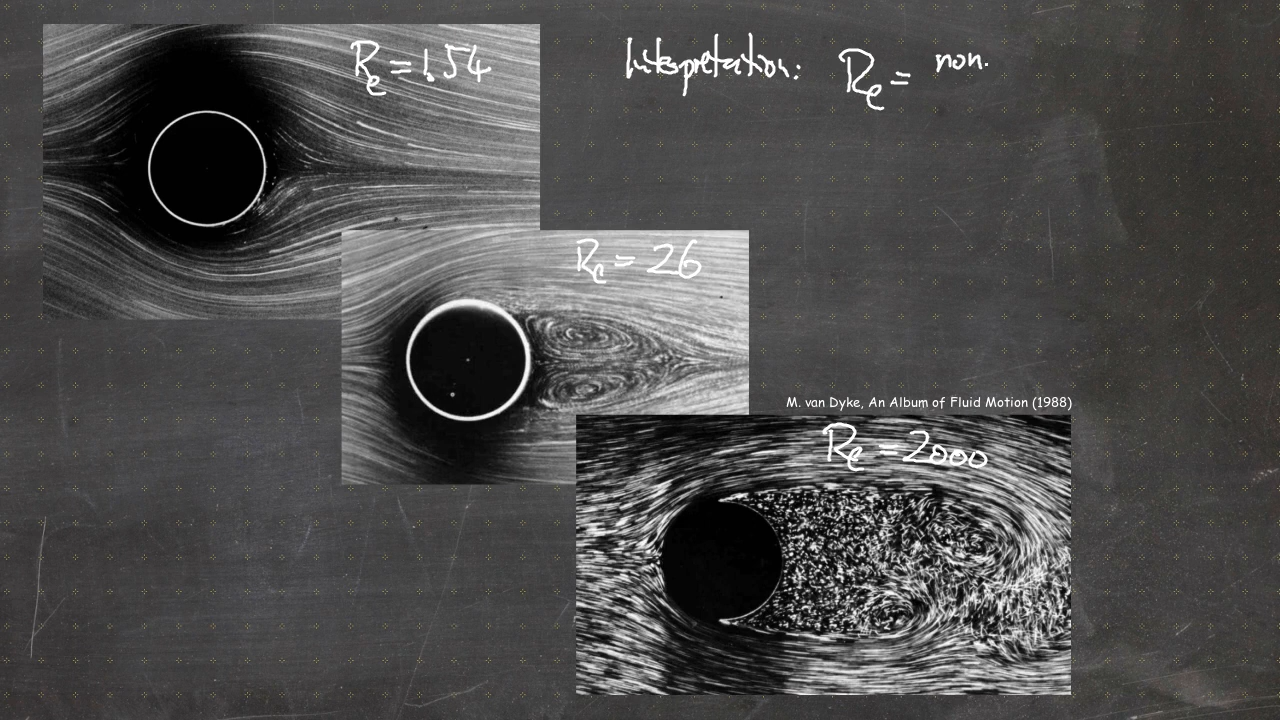 Re = 1.54
Interpretation: Re = non.
Re = 26
M. van Dyke, An Album of Fluid Motion (1988)
Re = 2000